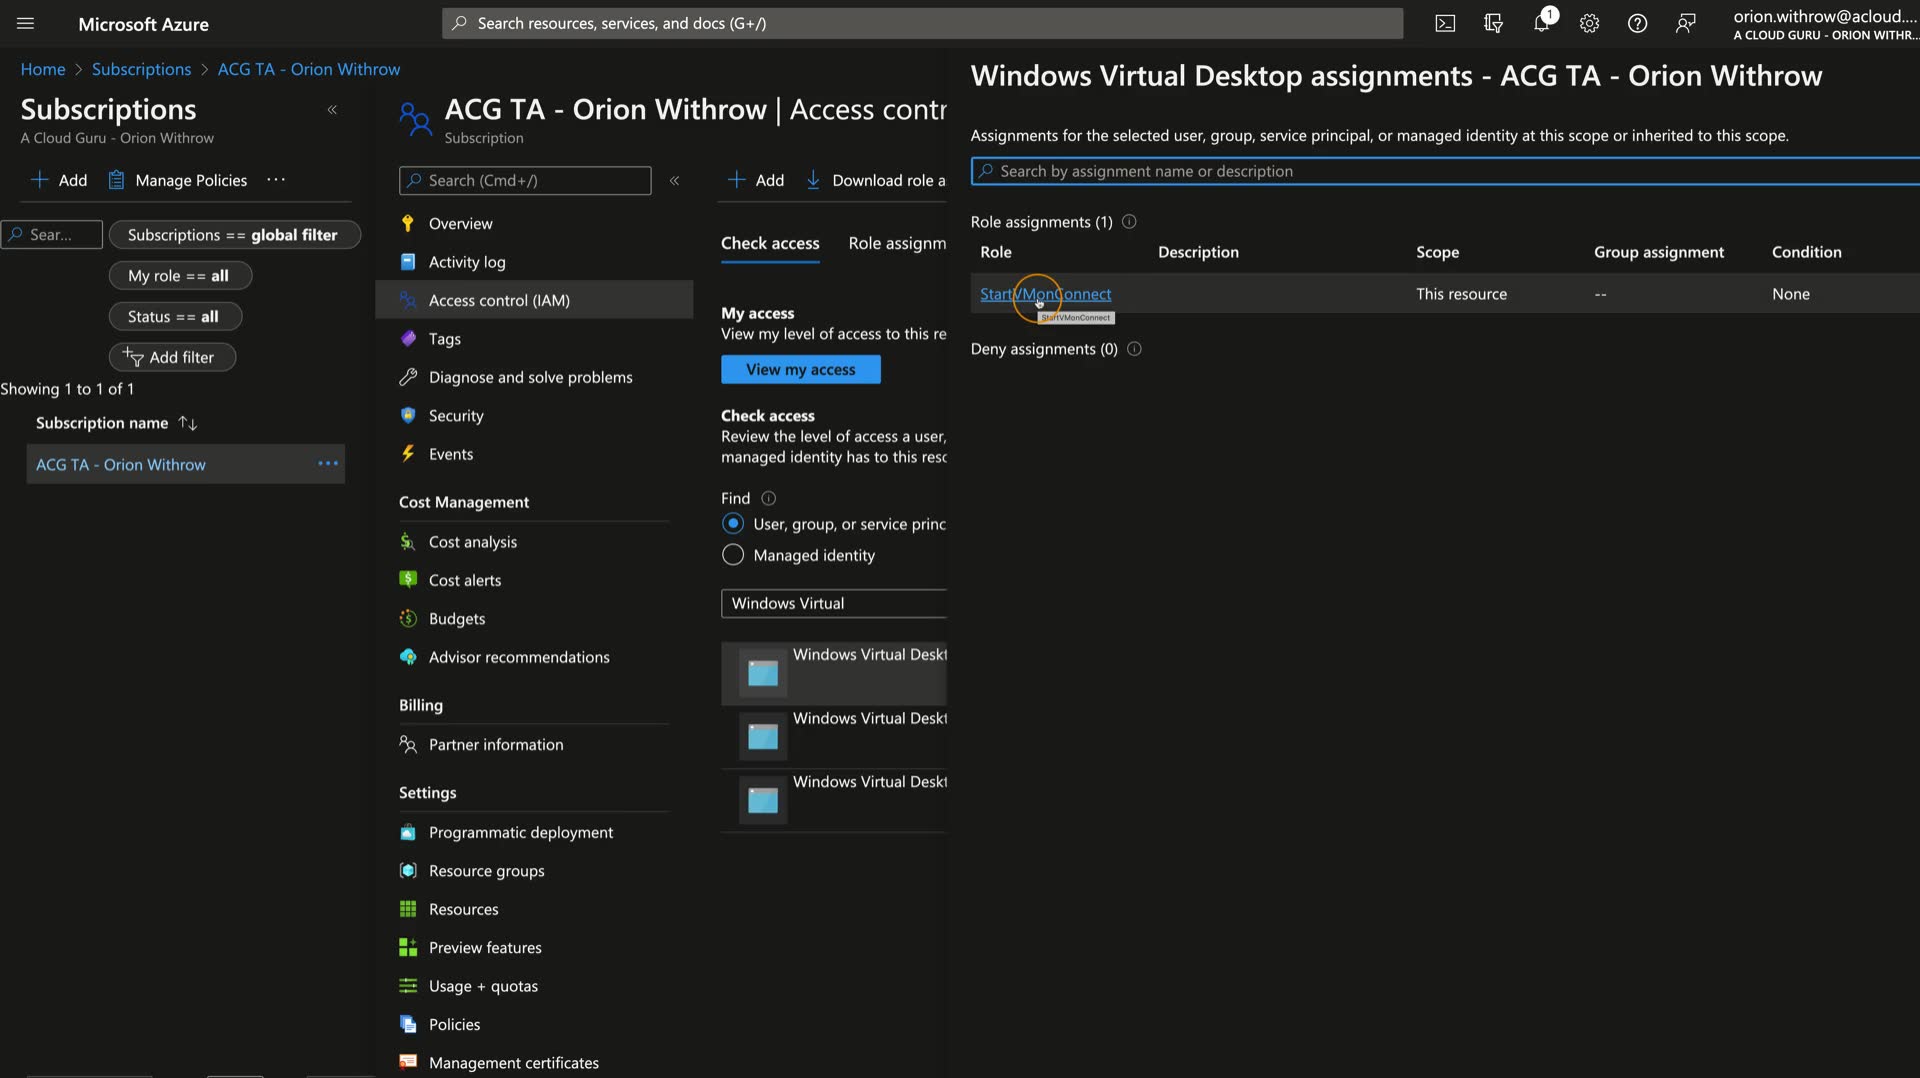 Microsoft Azure
Search resources, services, and docs (G+/)
1
orion.withrow@acloud....
A CLOUD GURU - ORION WITHR...
Home > Subscriptions > ACG TA - Orion Withrow
Subscriptions
A Cloud Guru - Orion Withrow
Add
Manage Policies
Sear...
Subscriptions == global filter
My role == all
Status == all
Add filter
Showing 1 to 1 of 1
Subscription name
ACG TA - Orion Withrow
ACG TA - Orion Withrow | Access contr
Subscription
Search (Cmd+/)
Overview
Activity log
Access control (IAM)
Tags
Diagnose and solve problems
Security
Events
Cost Management
Cost analysis
Cost alerts
Budgets
Advisor recommendations
Billing
Partner information
Settings
Programmatic deployment
Resource groups
Resources
Preview features
Usage + quotas
Policies
Management certificates
Add
Download role a
Check access
Role assignm
My access
View my level of access to this re
View my access
Check access
Review the level of access a user,
managed identity has to this reso
Find
User, group, or service princ
Managed identity
Windows Virtual
Windows Virtual Deskt
Windows Virtual Deskt
Windows Virtual Deskt
Windows Virtual Desktop assignments - ACG TA - Orion Withrow
Assignments for the selected user, group, service principal, or managed identity at this scope or inherited to this scope.
Search by assignment name or description
Role assignments (1)
Role Description Scope Group assignment Condition
StartVMonConnect This resource -- None
StartVMonConnect
Deny assignments (0)